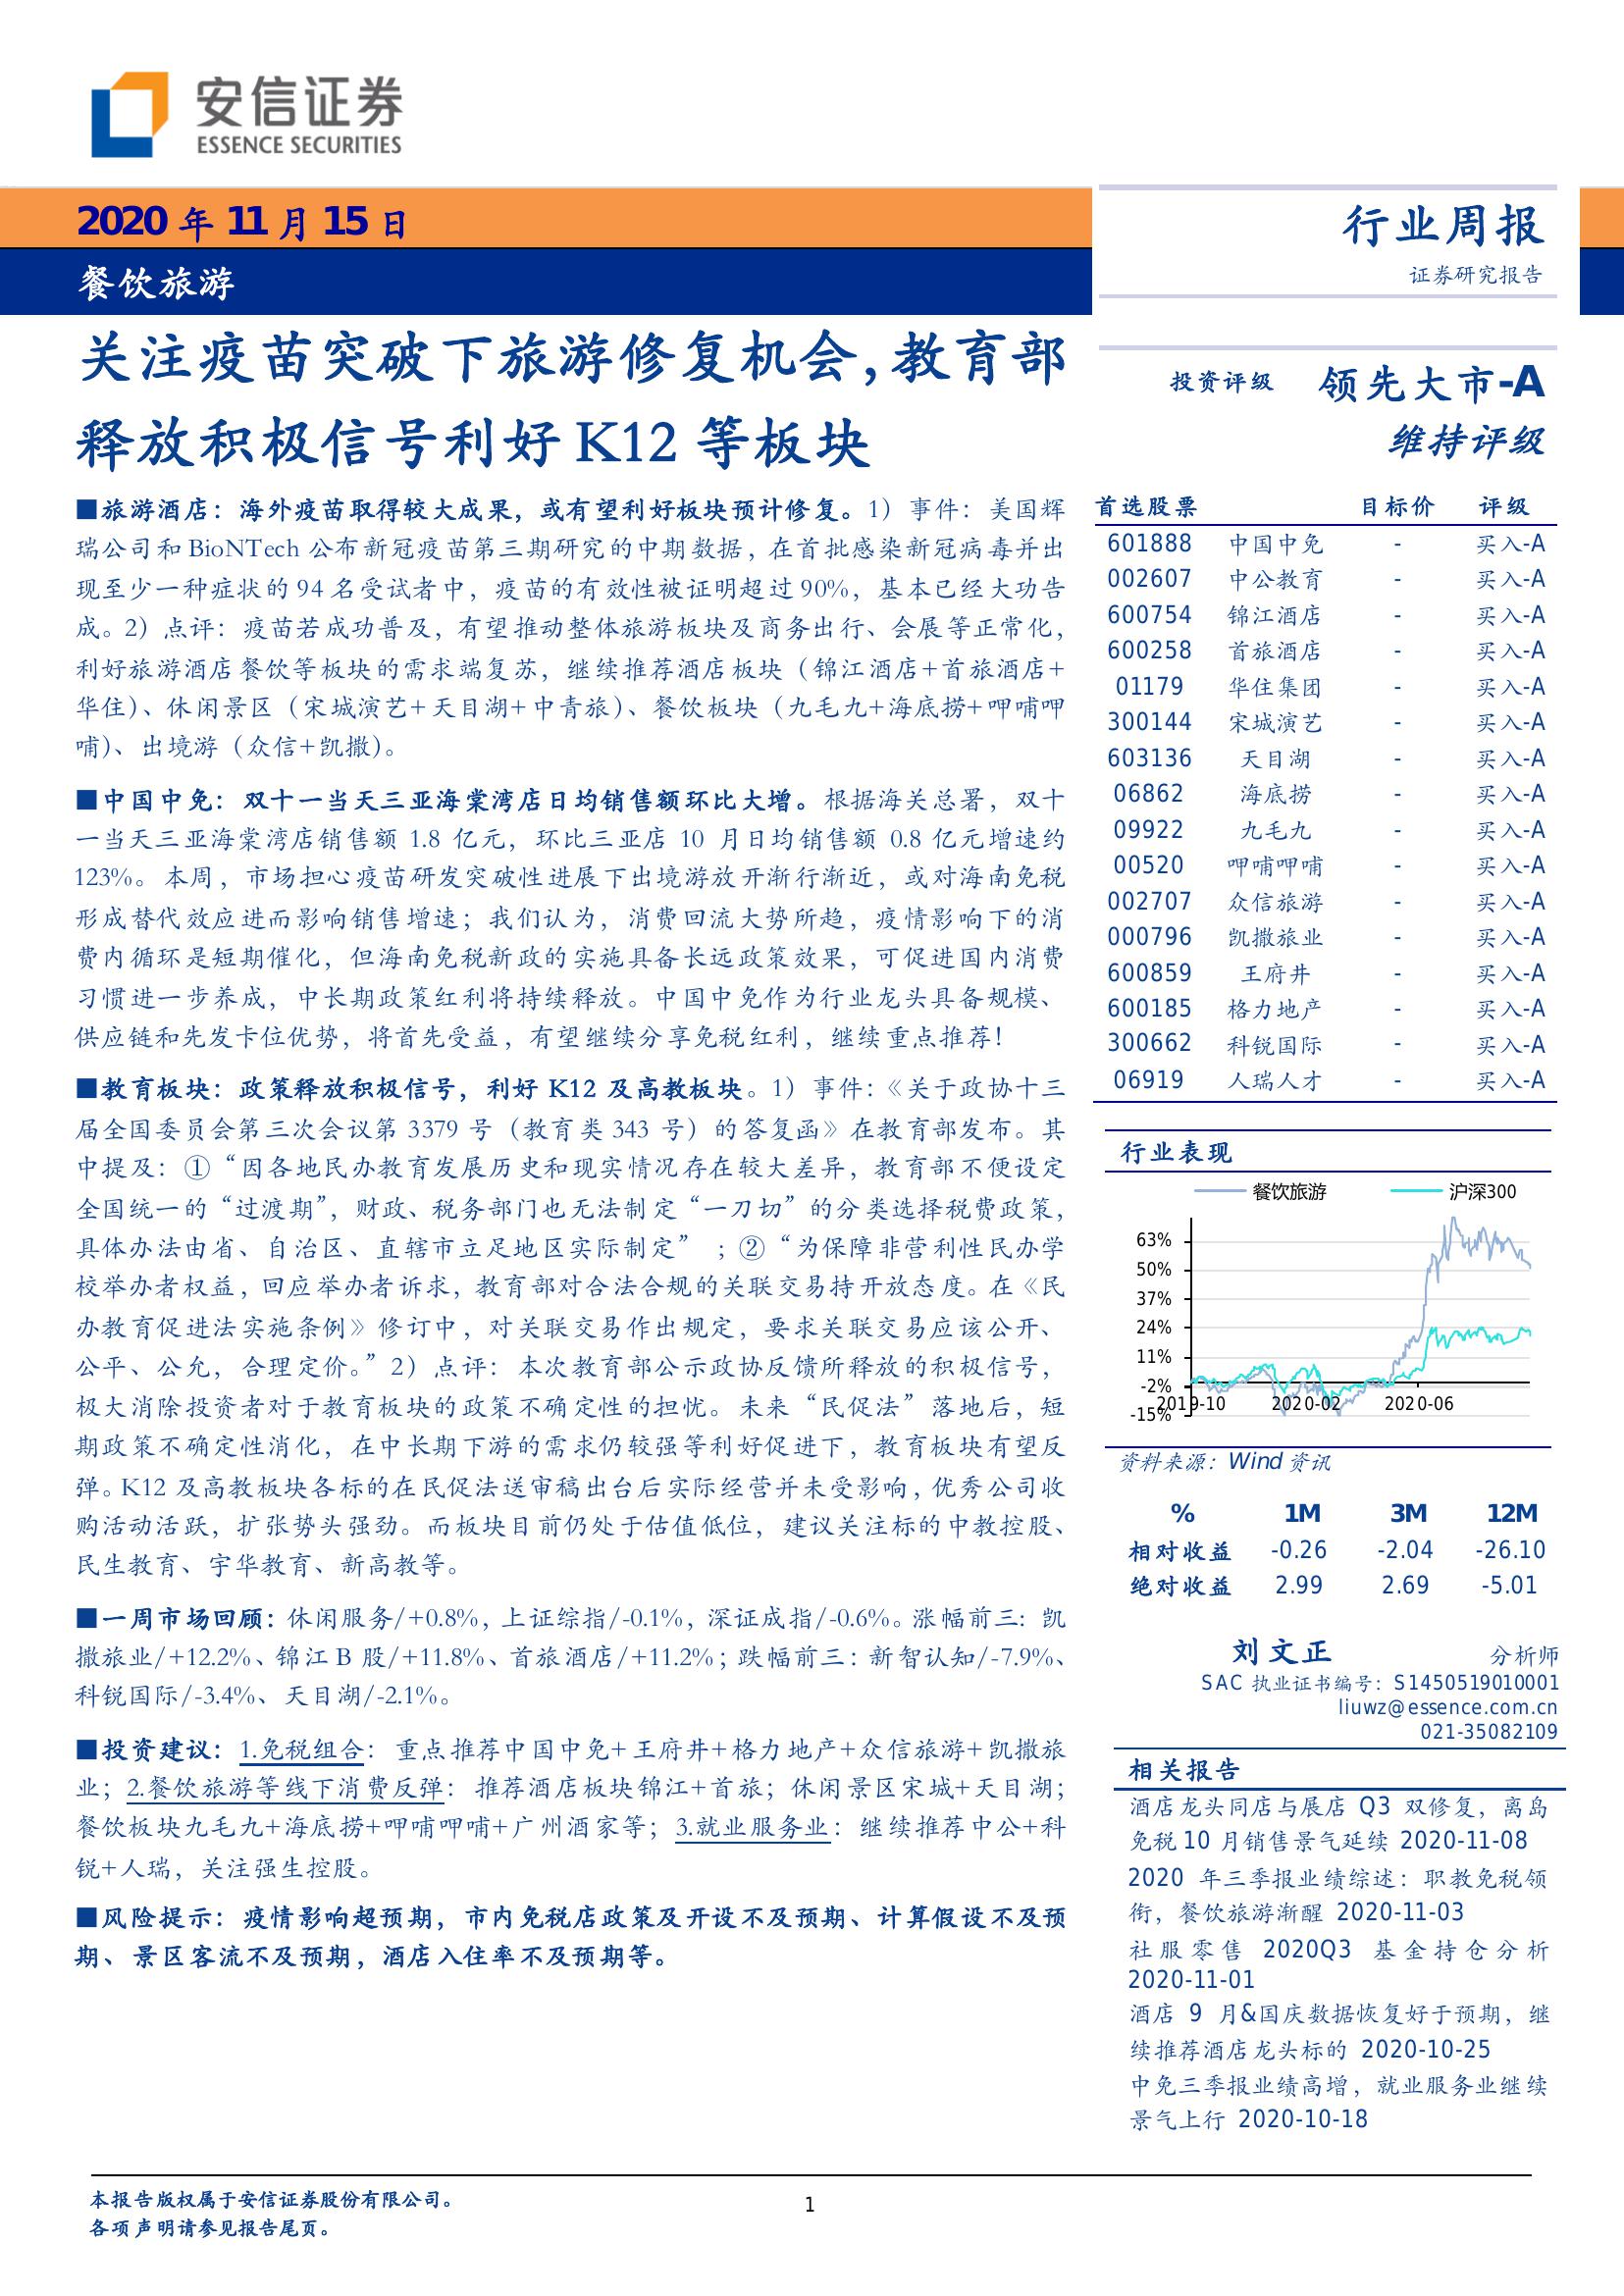 安信证券
ESSENCE SECURITIES
2020 年 11 月 15 日
餐饮旅游
行业周报
证券研究报告
关注疫苗突破下旅游修复机会，教育部
释放积极信号利好 K12 等板块
■旅游酒店：海外疫苗取得较大成果，或有望利好板块预计修复。1）事件：美国辉
瑞公司和 BioNTech 公布新冠疫苗第三期研究的中期数据，在首批感染新冠病毒并出
现至少一种症状的 94 名受试者中，疫苗的有效性被证明超过 90%，基本已经大功告
成。2）点评：疫苗若成功普及，有望推动整体旅游板块及商务出行、会展等正常化，
利好旅游酒店餐饮等板块的需求端复苏，继续推荐酒店板块（锦江酒店+首旅酒店+
华住）、休闲景区（宋城演艺+天目湖+中青旅）、餐饮板块（九毛九+海底捞+呷哺呷
哺）、出境游（众信+凯撒）。
■中国中免：双十一当天三亚海棠湾店日均销售额环比大增。根据海关总署，双十
一当天三亚海棠湾店销售额 1.8 亿元，环比三亚店 10 月日均销售额 0.8 亿元增速约
123%。本周，市场担心疫苗研发突破性进展下出境游放开渐行渐近，或对海南免税
形成替代效应进而影响销售增速；我们认为，消费回流大势所趋，疫情影响下的消
费内循环是短期催化，但海南免税新政的实施具备长远政策效果，可促进国内消费
习惯进一步养成，中长期政策红利将持续释放。中国中免作为行业龙头具备规模、
供应链和先发卡位优势，将首先受益，有望继续分享免税红利，继续重点推荐！
■教育板块：政策释放积极信号，利好 K12 及高教板块。1）事件：《关于政协十三
届全国委员会第三次会议第 3379 号（教育类 343 号）的答复函》在教育部发布。其
中提及：①“因各地民办教育发展历史和现实情况存在较大差异，教育部不便设定
全国统一的“过渡期”，财政、税务部门也无法制定“一刀切”的分类选择税费政策，
具体办法由省、自治区、直辖市立足地区实际制定” ；②“为保障非营利性民办学
校举办者权益，回应举办者诉求，教育部对合法合规的关联交易持开放态度。在《民
办教育促进法实施条例》修订中，对关联交易作出规定，要求关联交易应该公开、
公平、公允，合理定价。”2）点评：本次教育部公示政协反馈所释放的积极信号，
极大消除投资者对于教育板块的政策不确定性的担忧。未来“民促法”落地后，短
期政策不确定性消化，在中长期下游的需求仍较强等利好促进下，教育板块有望反
弹。K12 及高教板块各标的在民促法送审稿出台后实际经营并未受影响，优秀公司收
购活动活跃，扩张势头强劲。而板块目前仍处于估值低位，建议关注标的中教控股、
民生教育、宇华教育、新高教等。
■一周市场回顾：休闲服务/+0.8%，上证综指/-0.1%，深证成指/-0.6%。涨幅前三：凯
撒旅业/+12.2%、锦江 B 股/+11.8%、首旅酒店/+11.2%；跌幅前三：新智认知/-7.9%、
科锐国际/-3.4%、天目湖/-2.1%。
■投资建议：1.免税组合：重点推荐中国中免+王府井+格力地产+众信旅游+凯撒旅
业；2.餐饮旅游等线下消费反弹：推荐酒店板块锦江+首旅；休闲景区宋城+天目湖；
餐饮板块九毛九+海底捞+呷哺呷哺+广州酒家等；3.就业服务业：继续推荐中公+科
锐+人瑞，关注强生控股。
■风险提示：疫情影响超预期，市内免税店政策及开设不及预期、计算假设不及预
期、景区客流不及预期，酒店入住率不及预期等。
投资评级 领先大市-A
维持评级
首选股票 目标价 评级
601888 中国中免 - 买入-A
002607 中公教育 - 买入-A
600754 锦江酒店 - 买入-A
600258 首旅酒店 - 买入-A
01179 华住集团 - 买入-A
300144 宋城演艺 - 买入-A
603136 天目湖 - 买入-A
06862 海底捞 - 买入-A
09922 九毛九 - 买入-A
00520 呷哺呷哺 - 买入-A
002707 众信旅游 - 买入-A
000796 凯撒旅业 - 买入-A
600859 王府井 - 买入-A
600185 格力地产 - 买入-A
300662 科锐国际 - 买入-A
06919 人瑞人才 - 买入-A
行业表现
餐饮旅游 沪深300
63%
50%
37%
24%
11%
-2%
-15%
2019-10 2020-02 2020-06
资料来源：Wind 资讯
% 1M 3M 12M
相对收益 -0.26 -2.04 -26.10
绝对收益 2.99 2.69 -5.01
刘文正 分析师
SAC 执业证书编号：S1450519010001
liuwz@essence.com.cn
021-35082109
相关报告
酒店龙头同店与展店 Q3 双修复，离岛
免税 10 月销售景气延续 2020-11-08
2020 年三季报业绩综述：职教免税领
衔，餐饮旅游渐醒 2020-11-03
社服零售 2020Q3 基金持仓分析
2020-11-01
酒店 9 月&国庆数据恢复好于预期，继
续推荐酒店龙头标的 2020-10-25
中免三季报业绩高增，就业服务业继续
景气上行 2020-10-18
本报告版权属于安信证券股份有限公司。
各项声明请参见报告尾页。
1